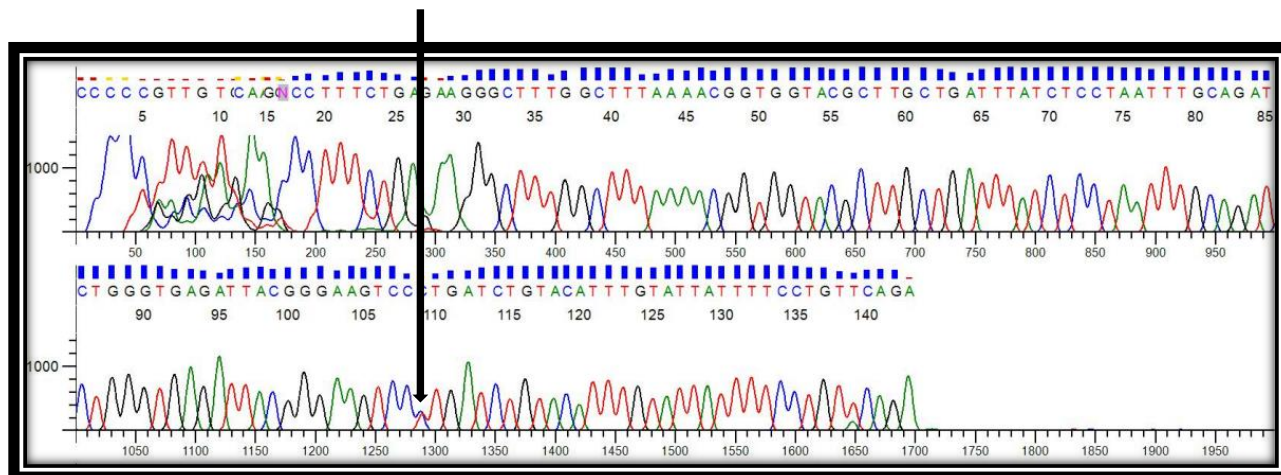 CCCCCGTTGTCCAGNCCTTTCTGAGAAGGGCTTTGGCTTTAAAACGGTGGTACGCTTGCTGATTTATCTCCTAATTTGCAGAT
5 10 15 20 25 30 35 40 45 50 55 60 65 70 75 80 85
1000
50 100 150 200 250 300 350 400 450 500 550 600 650 700 750 800 850 900 950
CTGGGTGAGATTACGGGAAGTCCCTGATCTGTACATTTGTATTATTTTCCTGTTCAGA
90 95 100 105 110 115 120 125 130 135 140
1000
1050 1100 1150 1200 1250 1300 1350 1400 1450 1500 1550 1600 1650 1700 1750 1800 1850 1900 1950